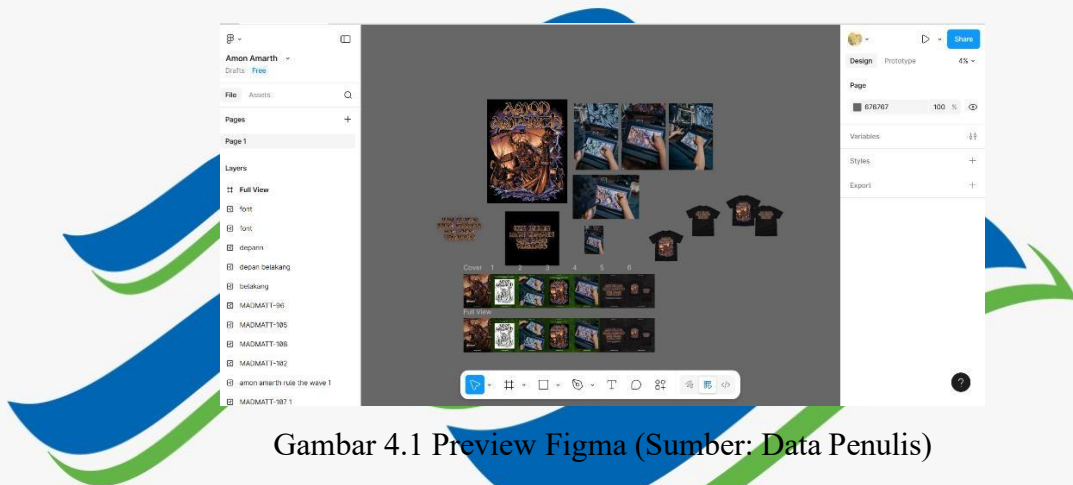 Amon Amarth
Drafts Free
File Assets
Pages
Page 1
Layers
Full View
font
font
depann
depan belakang
belakang
MADMATT-96
MADMATT-105
MADMATT-106
MADMATT-102
amon amarth rule the wave 1
MADMATT-107 1
AMON
AMARTH
Cover 1 2 3 4 5 6
Full View
Share
Design Prototype 4%
Page
676767 100 %
Variables
Styles
Export
?
Gambar 4.1 Preview Figma (Sumber: Data Penulis)